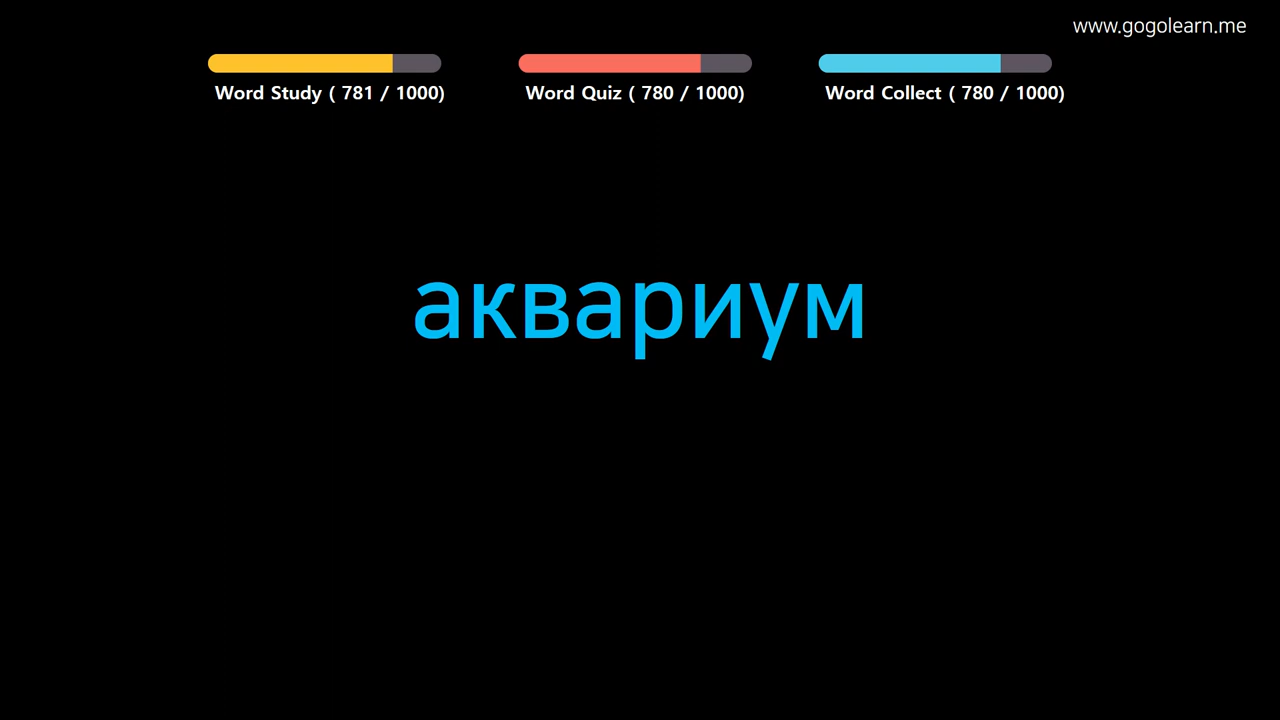 www.gogolearn.me
Word Study ( 781 / 1000)
Word Quiz ( 780 / 1000)
Word Collect ( 780 / 1000)
аквариум